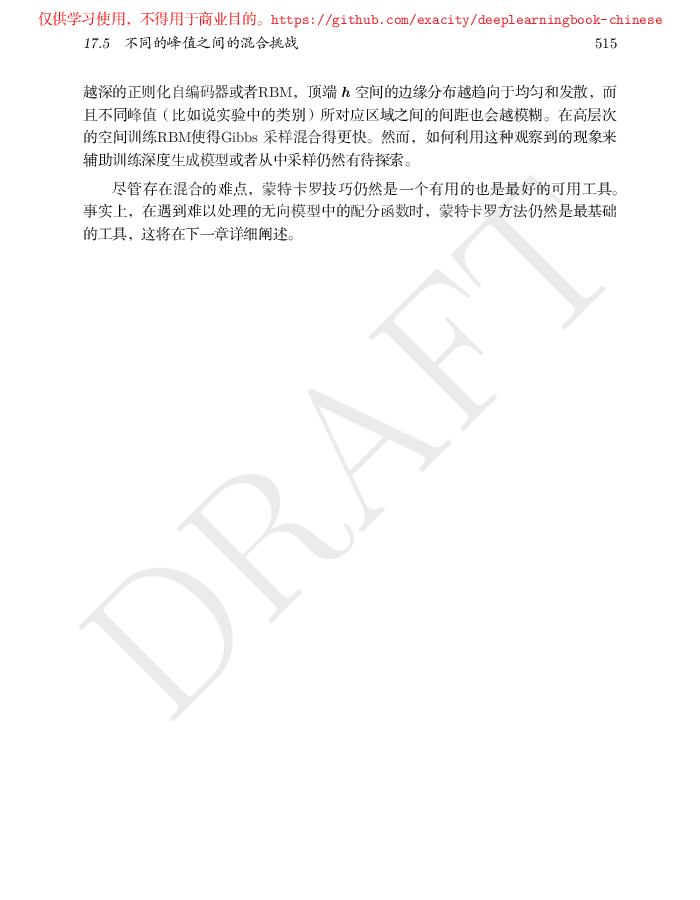 仅供学习使用，不得用于商业目的。https://github.com/exacity/deeplearningbook-chinese
17.5 不同的峰值之间的混合挑战 515
越深的正则化自编码器或者RBM，顶端 h 空间的边缘分布越趋向于均匀和发散，而
且不同峰值（比如说实验中的类别）所对应区域之间的间距也会越模糊。在高层次
的空间训练RBM使得Gibbs 采样混合得更快。然而，如何利用这种观察到的现象来
辅助训练深度生成模型或者从中采样仍然有待探索。
尽管存在混合的难点，蒙特卡罗技巧仍然是一个有用的也是最好的可用工具。
事实上，在遇到难以处理的无向模型中的配分函数时，蒙特卡罗方法仍然是最基础
的工具，这将在下一章详细阐述。
DRAFT